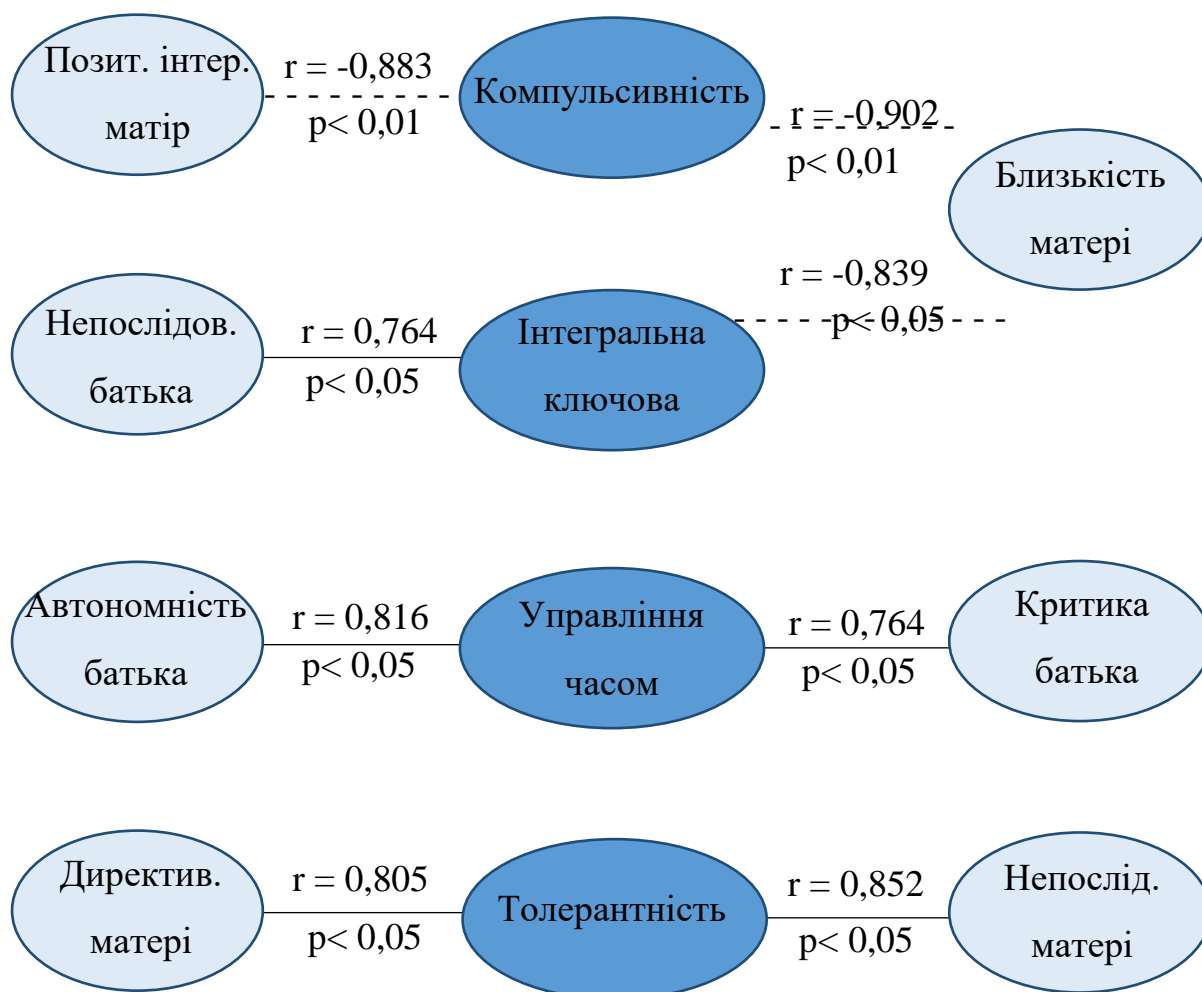 Позит. інтер.
матір
r = -0,883
p< 0,01
Компульсивність
r = -0,902
p< 0,01
Близькість
матері
Непослідов.
батька
r = 0,764
p< 0,05
Інтегральна
ключова
r = -0,839
p< 0,05
Автономність
батька
r = 0,816
p< 0,05
Управління
часом
r = 0,764
p< 0,05
Критика
батька
Директив.
матері
r = 0,805
p< 0,05
Толерантність
r = 0,852
p< 0,05
Непослід.
матері